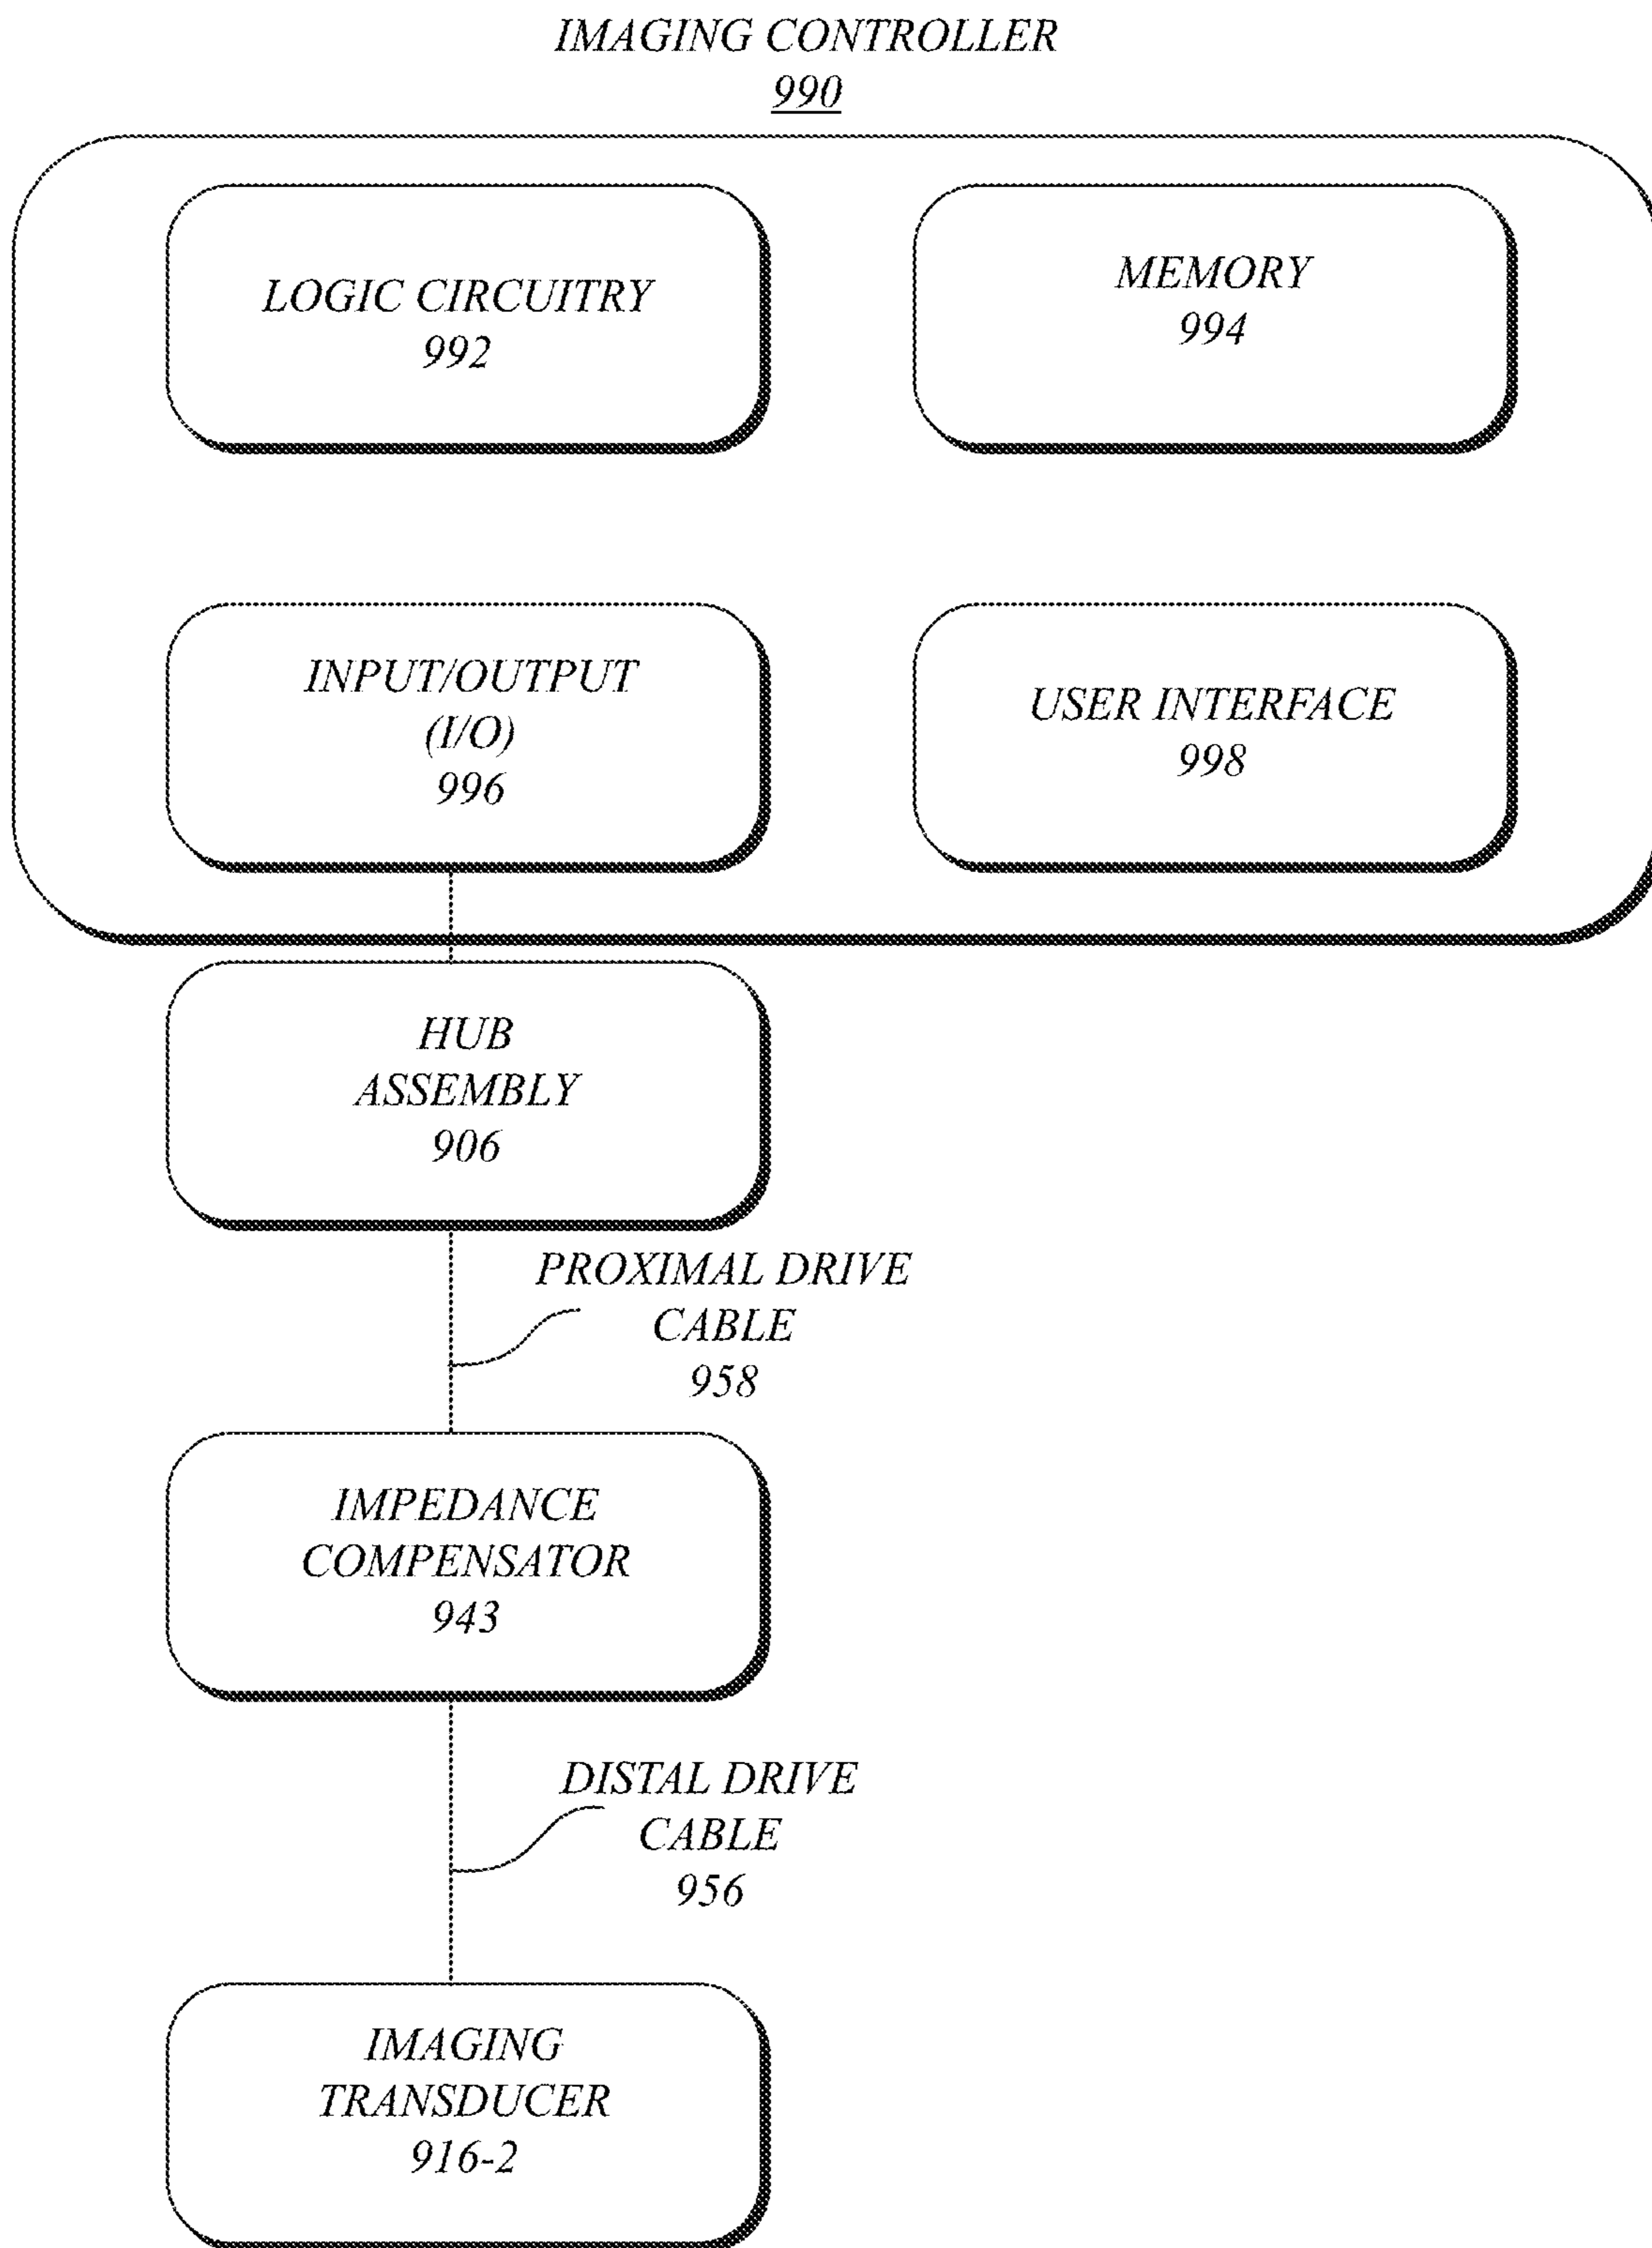 IMAGING CONTROLLER
990
LOGIC CIRCUITRY
992
MEMORY
994
INPUT/OUTPUT
(I/O)
996
USER INTERFACE
998
HUB
ASSEMBLY
906
PROXIMAL DRIVE
CABLE
958
IMPEDANCE
COMPENSATOR
943
DISTAL DRIVE
CABLE
956
IMAGING
TRANSDUCER
916-2